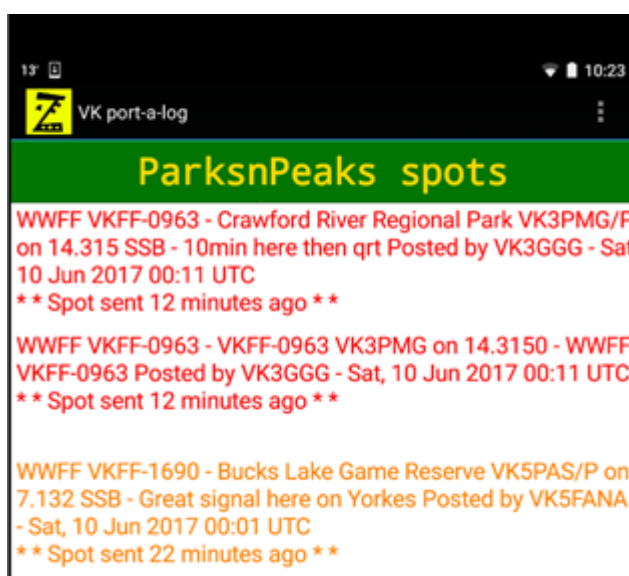 13° 10:23
VK port-a-log
ParksnPeaks spots
WWFF VKFF-0963 - Crawford River Regional Park VK3PMG/P
on 14.315 SSB - 10min here then qrt Posted by VK3GGG - Sat
10 Jun 2017 00:11 UTC
* * Spot sent 12 minutes ago * *
WWFF VKFF-0963 - VKFF-0963 VK3PMG on 14.3150 - WWFF
VKFF-0963 Posted by VK3GGG - Sat, 10 Jun 2017 00:11 UTC
* * Spot sent 12 minutes ago * *
WWFF VKFF-1690 - Bucks Lake Game Reserve VK5PAS/P on
7.132 SSB - Great signal here on Yorkes Posted by VK5FANA
- Sat, 10 Jun 2017 00:01 UTC
* * Spot sent 22 minutes ago * *